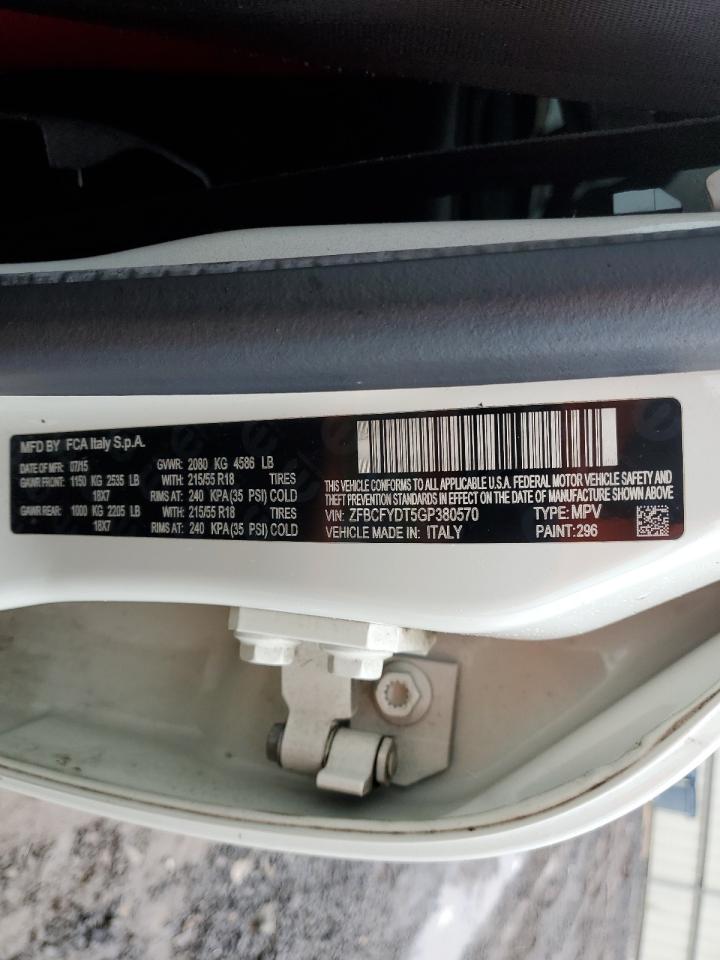 MFD BY FCA Italy S.p.A.
DATE OF MFR: 07/15 GVWR: 2080 KG 4586 LB
GAWR FRONT: 1150 KG 2535 LB WITH: 215/55 R18 TIRES
18X7 RIMS AT: 240 KPA (35 PSI) COLD
GAWR REAR: 1000 KG 2205 LB WITH: 215/55 R18 TIRES
18X7 RIMS AT: 240 KPA (35 PSI) COLD
THIS VEHICLE CONFORMS TO ALL APPLICABLE U.S.A. FEDERAL MOTOR VEHICLE SAFETY AND
THEFT PREVENTION STANDARDS IN EFFECT ON THE DATE OF MANUFACTURE SHOWN ABOVE.
VIN: ZFBCFYDT5GP380570 TYPE: MPV
VEHICLE MADE IN: ITALY PAINT: 296